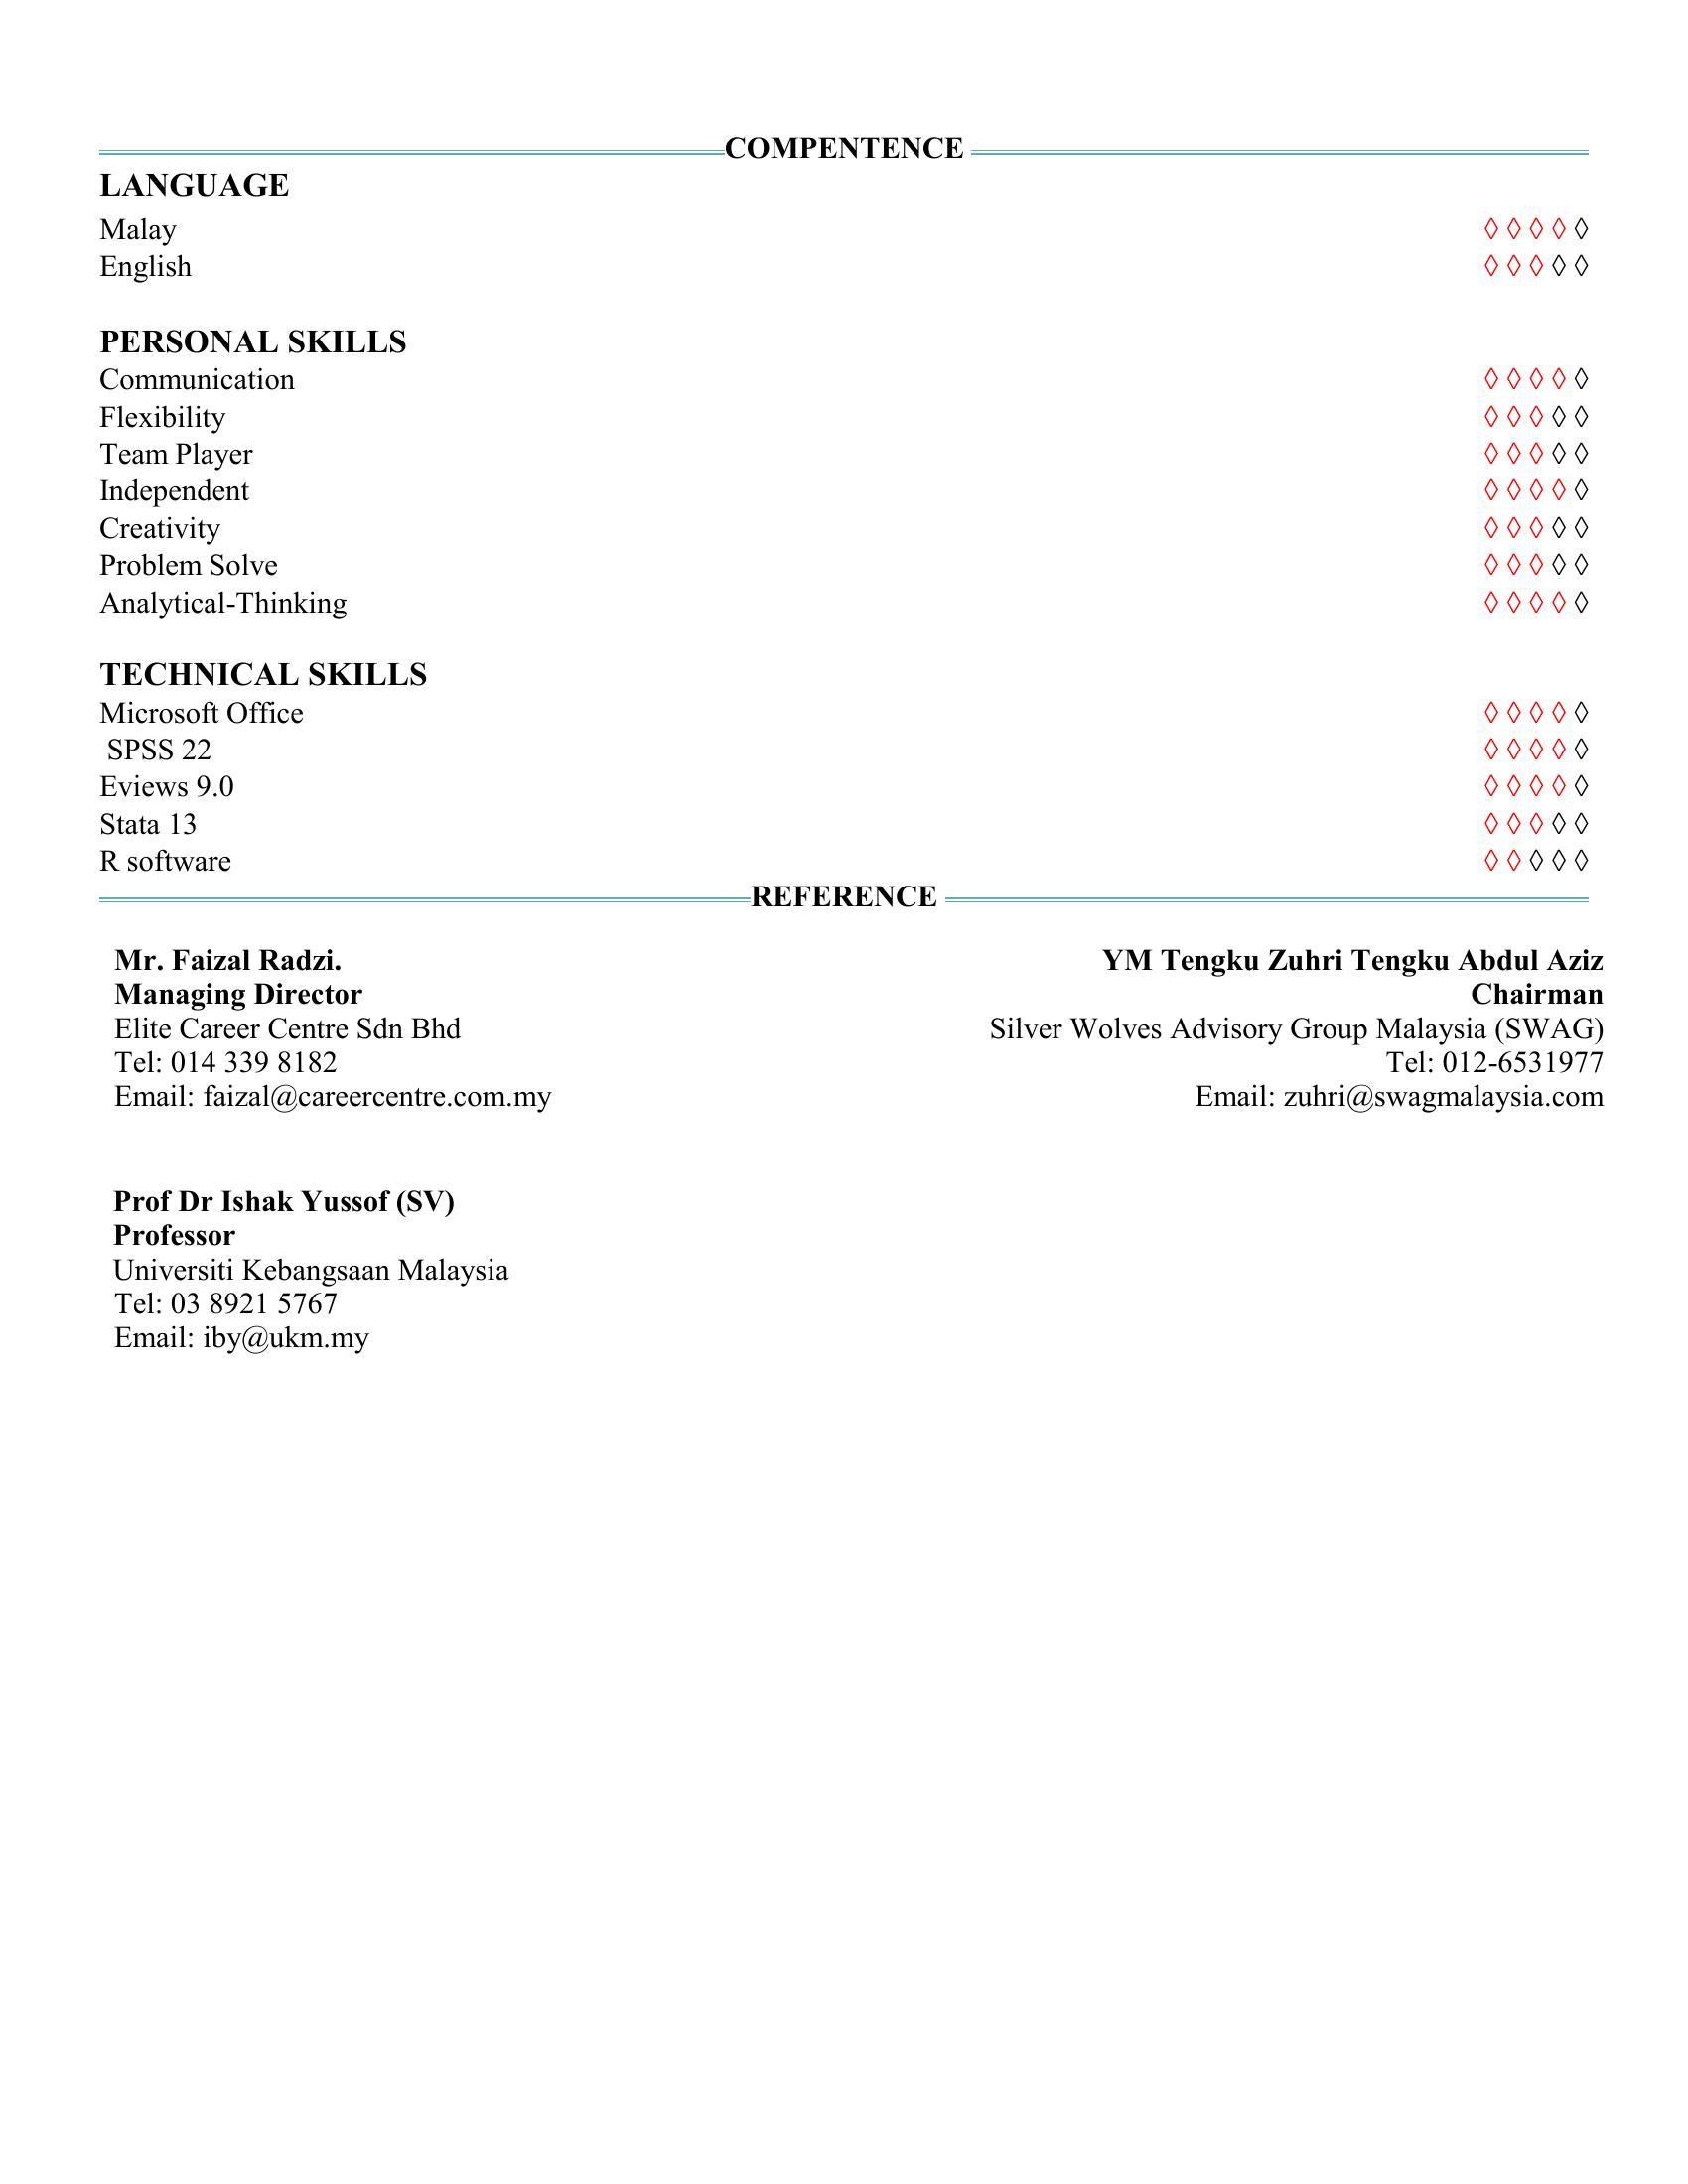 COMPENTENCE
LANGUAGE
Malay ◊ ◊ ◊ ◊ ◊
English ◊ ◊ ◊ ◊ ◊
PERSONAL SKILLS
Communication ◊ ◊ ◊ ◊ ◊
Flexibility ◊ ◊ ◊ ◊ ◊
Team Player ◊ ◊ ◊ ◊ ◊
Independent ◊ ◊ ◊ ◊ ◊
Creativity ◊ ◊ ◊ ◊ ◊
Problem Solve ◊ ◊ ◊ ◊ ◊
Analytical-Thinking ◊ ◊ ◊ ◊ ◊
TECHNICAL SKILLS
Microsoft Office ◊ ◊ ◊ ◊ ◊
SPSS 22 ◊ ◊ ◊ ◊ ◊
Eviews 9.0 ◊ ◊ ◊ ◊ ◊
Stata 13 ◊ ◊ ◊ ◊ ◊
R software ◊ ◊ ◊ ◊ ◊
REFERENCE
Mr. Faizal Radzi.
Managing Director
Elite Career Centre Sdn Bhd
Tel: 014 339 8182
Email: faizal@careercentre.com.my
YM Tengku Zuhri Tengku Abdul Aziz
Chairman
Silver Wolves Advisory Group Malaysia (SWAG)
Tel: 012-6531977
Email: zuhri@swagmalaysia.com
Prof Dr Ishak Yussof (SV)
Professor
Universiti Kebangsaan Malaysia
Tel: 03 8921 5767
Email: iby@ukm.my